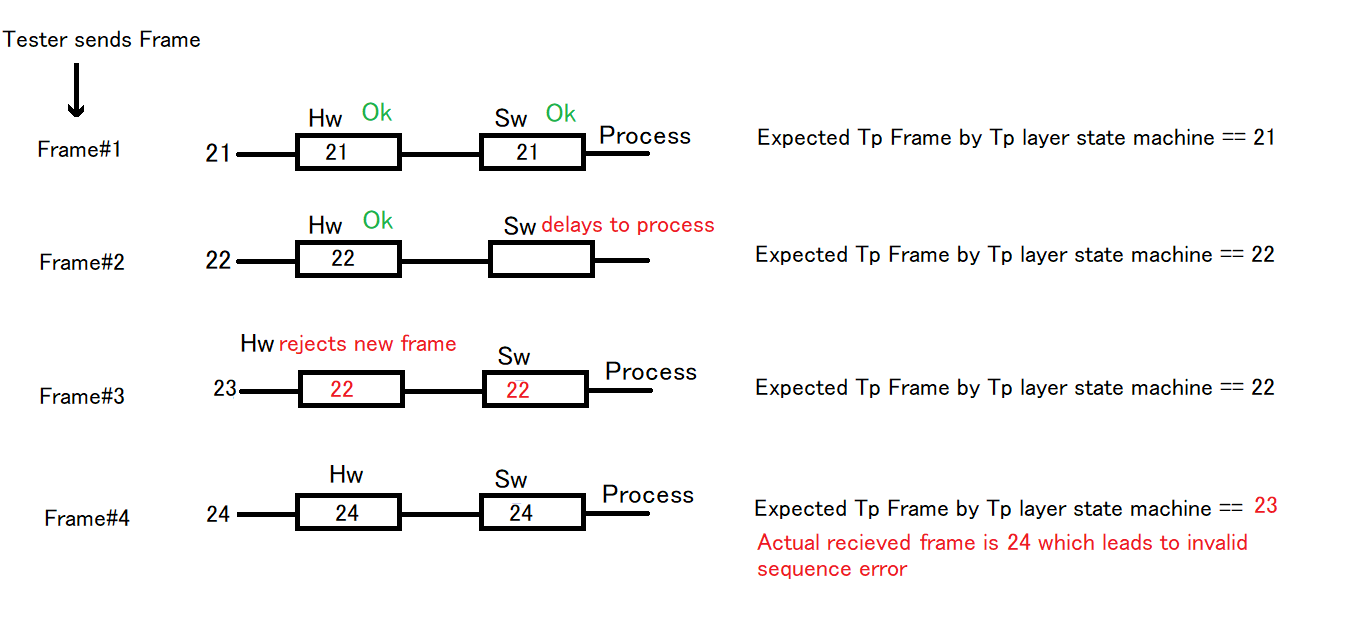 Tester sends Frame
Hw Ok Sw Ok
Frame#1 21 21 21 Process Expected Tp Frame by Tp layer state machine == 21
Hw Ok Sw delays to process
Frame#2 22 22 Expected Tp Frame by Tp layer state machine == 22
Hw rejects new frame Sw
Frame#3 23 22 22 Process Expected Tp Frame by Tp layer state machine == 22
Hw Sw
Frame#4 24 24 24 Process Expected Tp Frame by Tp layer state machine == 23
Actual recieved frame is 24 which leads to invalid
sequence error